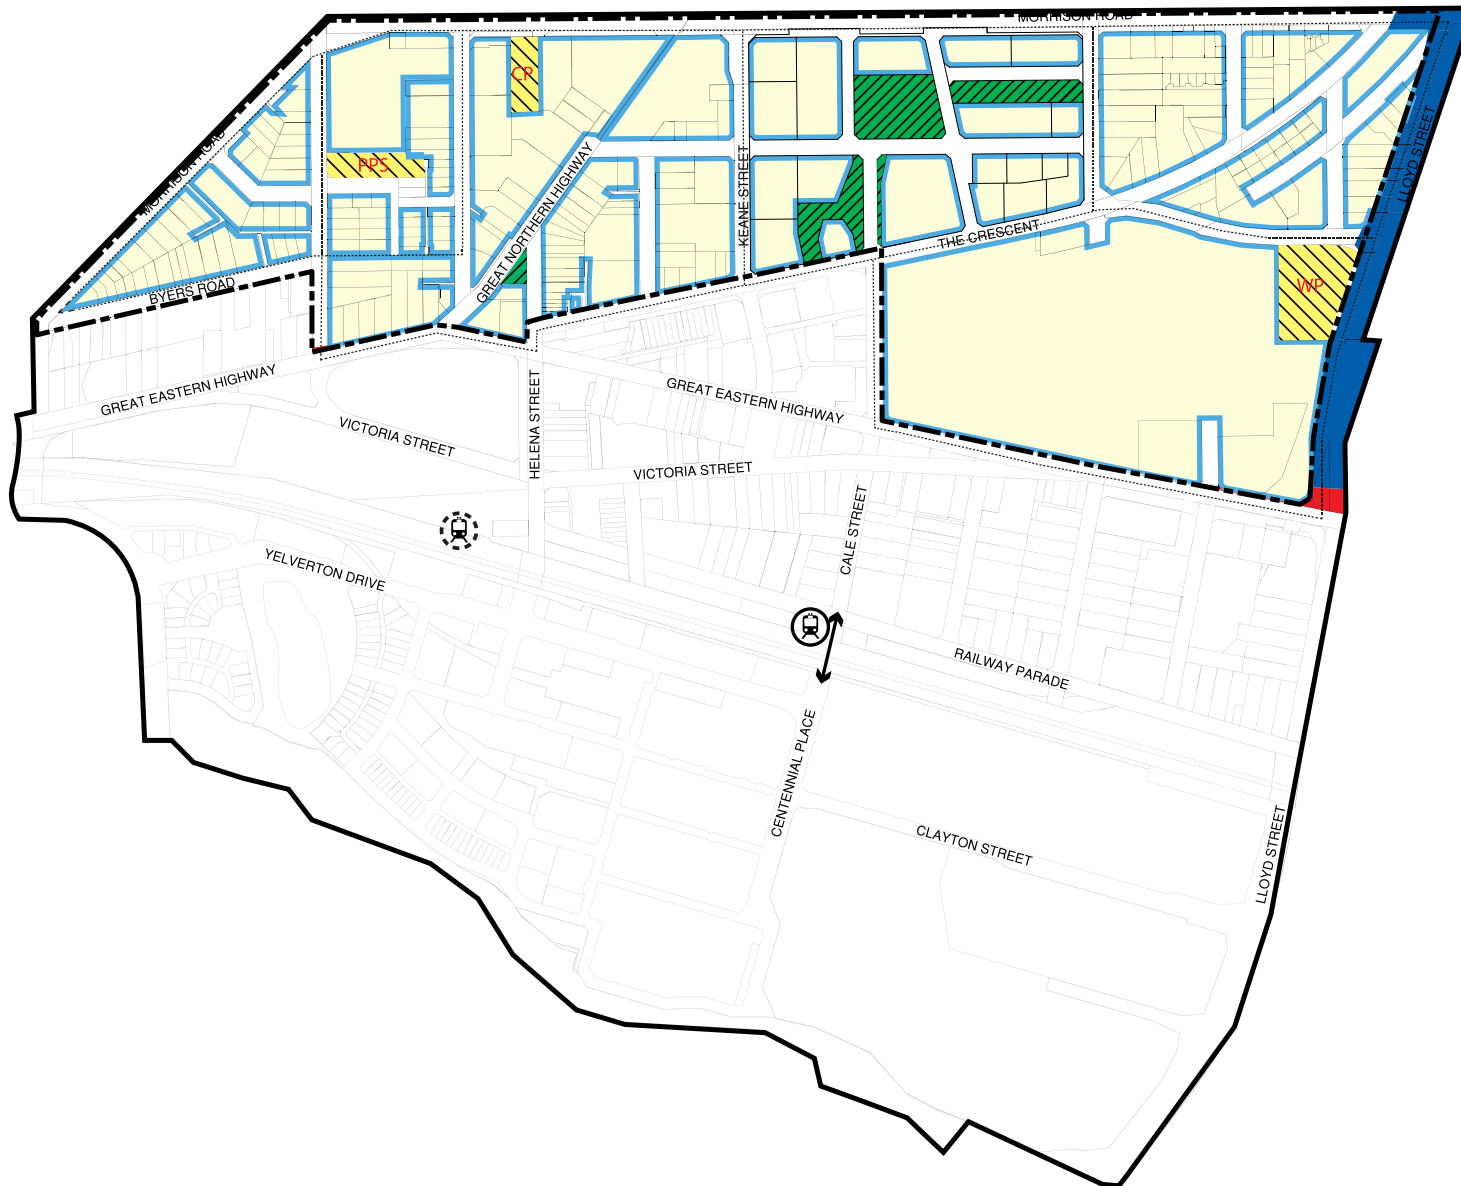 MORRISON ROAD
CP
MORRISON ROAD
PPS
LLOYD STREET
KEANE STREET
GREAT NORTHERN HIGHWAY
THE CRESCENT
BYERS ROAD
WP
GREAT EASTERN HIGHWAY
GREAT EASTERN HIGHWAY
HELENA STREET
VICTORIA STREET
VICTORIA STREET
CALE STREET
YELVERTON DRIVE
RAILWAY PARADE
CENTENNIAL PLACE
CLAYTON STREET
LLOYD STREET